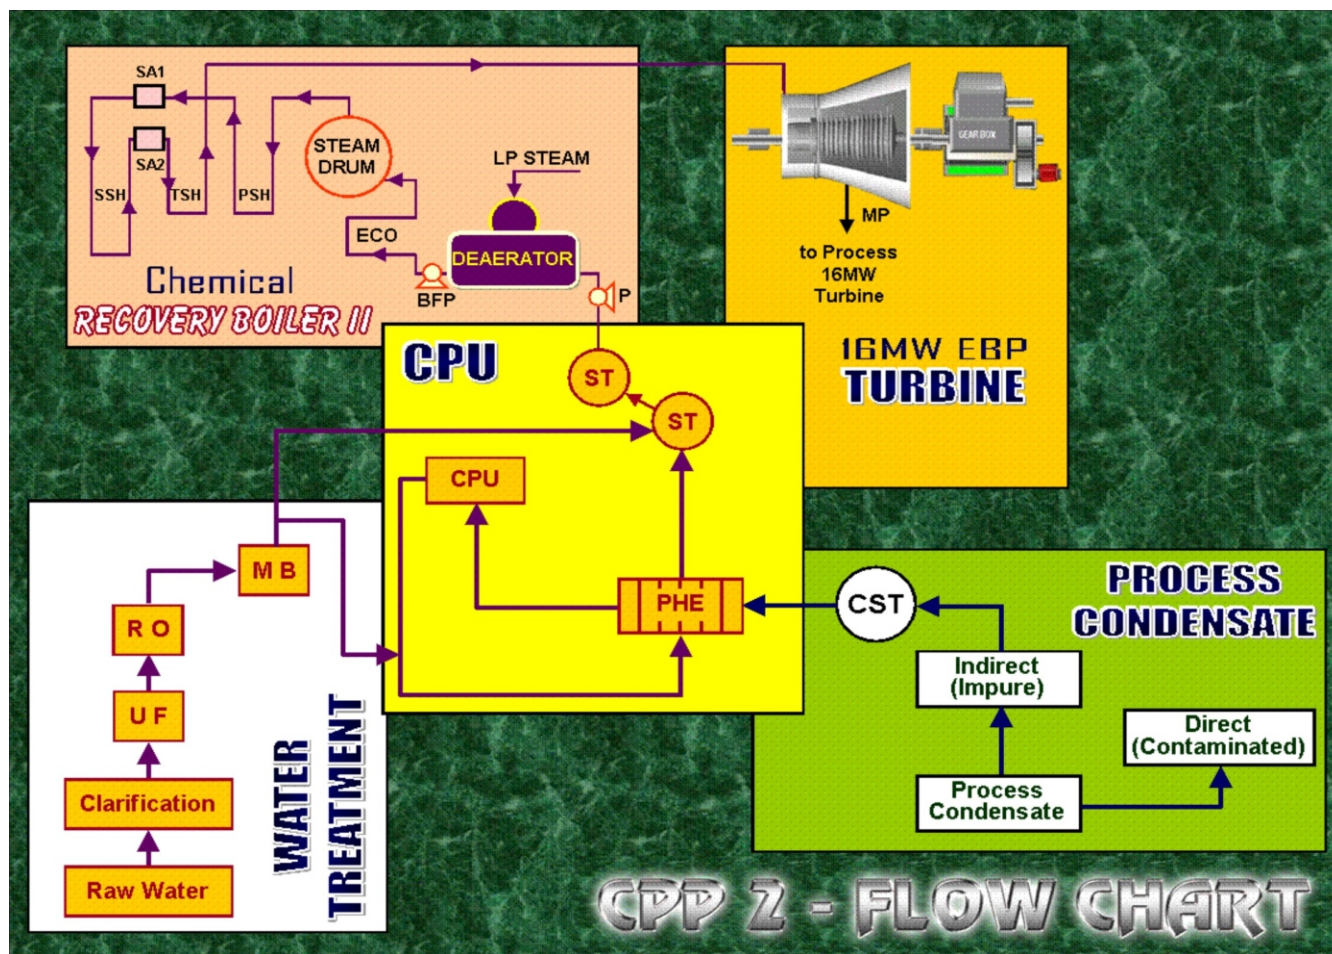 SA1
SA2
SSH
TSH
PSH
STEAM
DRUM
LP STEAM
ECO
DEAERATOR
BFP
P
Chemical
RECOVERY BOILER II
GEAR BOX
MP
to Process
16MW
Turbine
16MW EBP
TURBINE
CPU
ST
ST
CPU
PHE
M B
R O
U F
Clarification
Raw Water
WATER
TREATMENT
PROCESS
CONDENSATE
CST
Indirect
(Impure)
Direct
(Contaminated)
Process
Condensate
CPP 2 - FLOW CHART